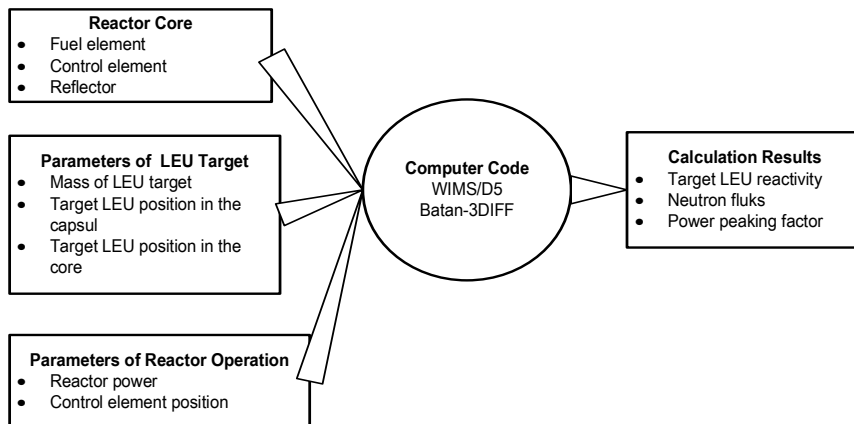 Reactor Core
• Fuel element
• Control element
• Reflector
Parameters of LEU Target
• Mass of LEU target
• Target LEU position in the
capsul
• Target LEU position in the
core
Parameters of Reactor Operation
• Reactor power
• Control element position
Computer Code
WIMS/D5
Batan-3DIFF
Calculation Results
• Target LEU reactivity
• Neutron fluks
• Power peaking factor